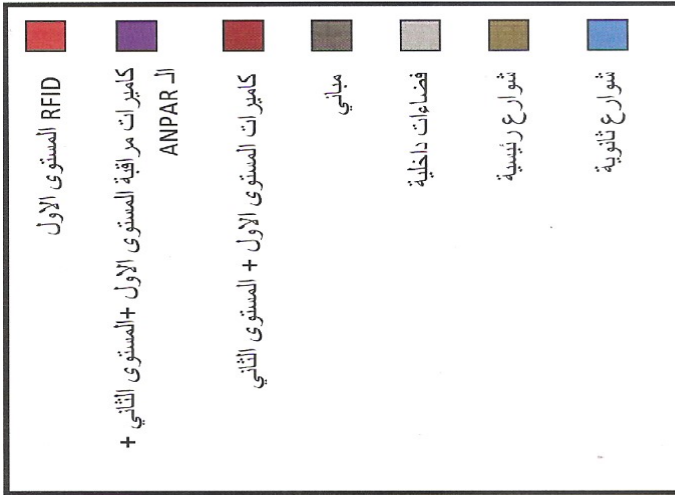 RFID المستوى الاول
كاميرات مراقبة المستوى الاول +المستوى الثاني +
الـ ANPAR
كاميرات المستوى الاول + المستوى الثاني
مباني
فضاءات داخلية
شوارع رئيسية
شوارع ثانوية